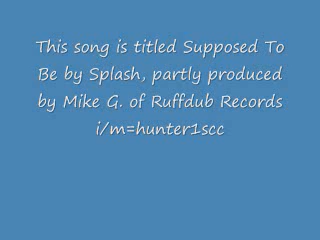 This song is titled Supposed To
Be by Splash, partly produced
by Mike G. of Ruffdub Records
i/m=hunter1scc